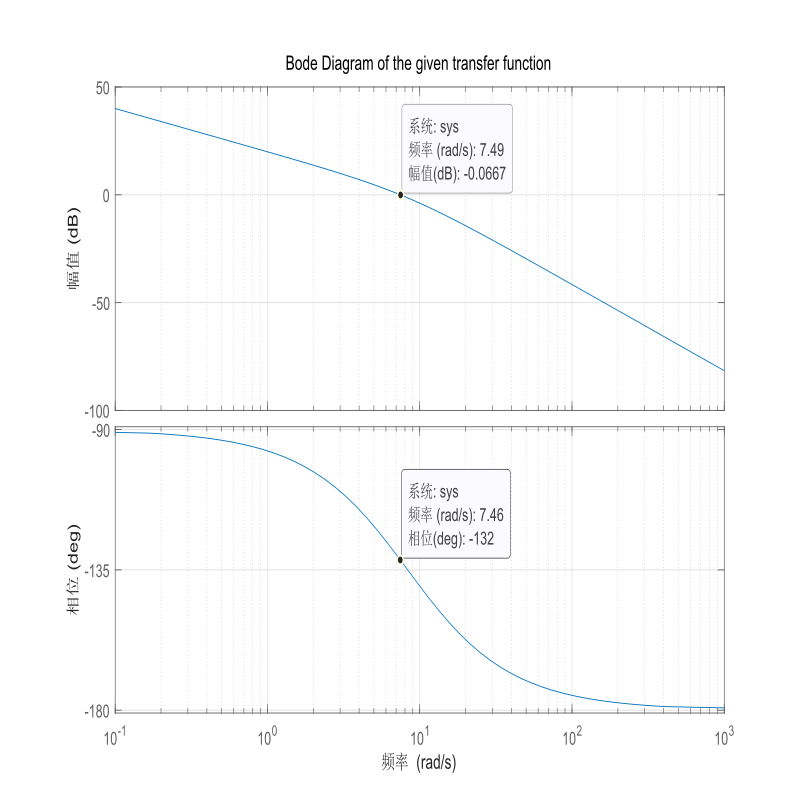 Bode Diagram of the given transfer function
50
0
-50
-100
幅值 (dB)
系统: sys
频率 (rad/s): 7.49
幅值(dB): -0.0667
-90
-135
-180
相位 (deg)
系统: sys
频率 (rad/s): 7.46
相位(deg): -132
10-1 100 101 102 103
频率 (rad/s)